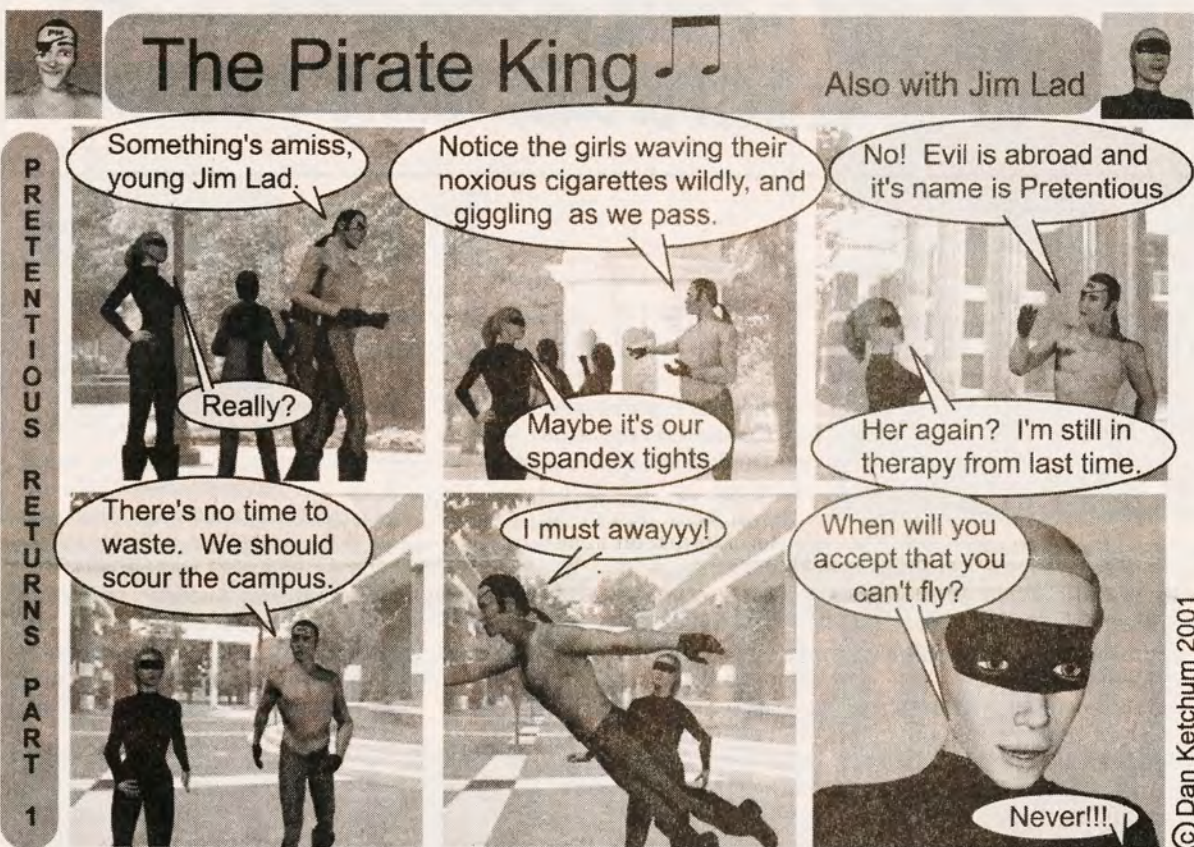 The Pirate King
Also with Jim Lad
PRETENTIOUS RETURNS PART 1
Something's amiss,
young Jim Lad.
Really?
Notice the girls waving their
noxious cigarettes wildly, and
giggling as we pass.
Maybe it's our
spandex tights
No! Evil is abroad and
it's name is Pretentious
Her again? I'm still in
therapy from last time.
There's no time to
waste. We should
scour the campus.
I must awayyy!
When will you
accept that you
can't fly?
Never!!!
© Dan Ketchum 2001